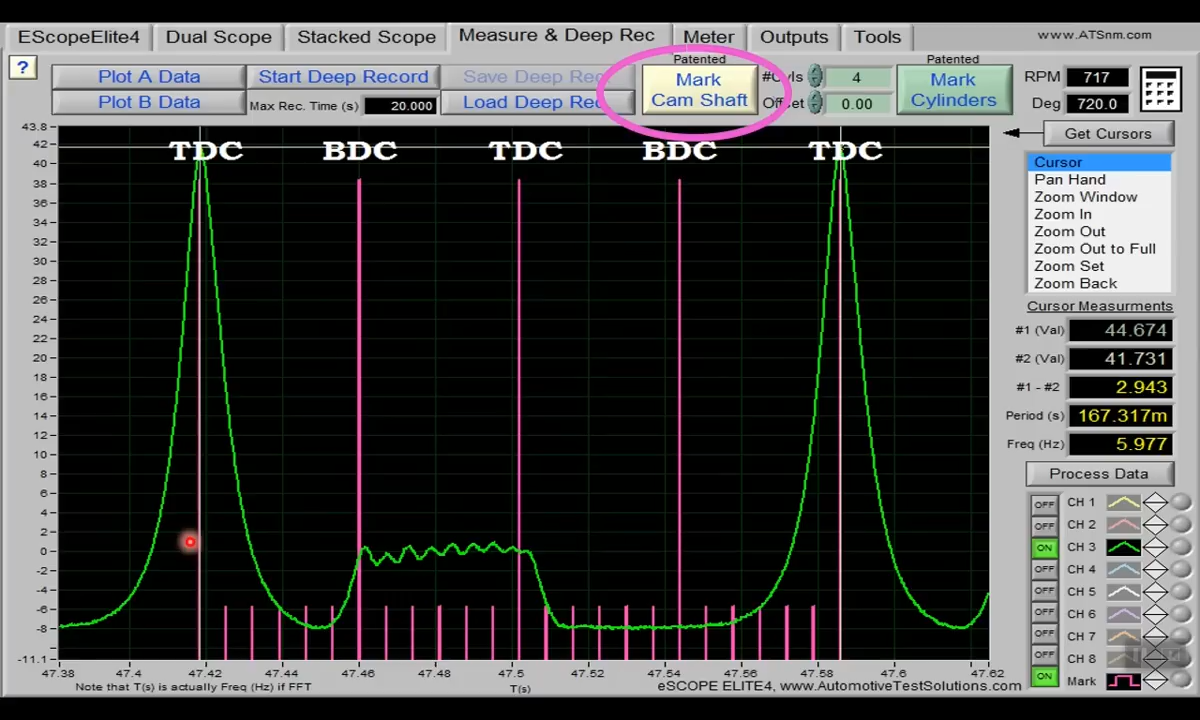 EScopeElite4 Dual Scope Stacked Scope Measure & Deep Rec Meter Outputs Tools www.ATSnm.com
?
Plot A Data Start Deep Record Save Deep Rec
Plot B Data Max Rec. Time (s) 20.000 Load Deep Rec
Patented
Mark
Cam Shaft
#Cyls 4
Offset 0.00
Patented
Mark
Cylinders
RPM 717
Deg 720.0
Get Cursors
Cursor
Pan Hand
Zoom Window
Zoom In
Zoom Out
Zoom Out to Full
Zoom Set
Zoom Back
Cursor Measurments
#1 (Val) 44.674
#2 (Val) 41.731
#1 - #2 2.943
Period (s) 167.317m
Freq (Hz) 5.977
Process Data
OFF CH 1
OFF CH 2
ON CH 3
OFF CH 4
OFF CH 5
OFF CH 6
OFF CH 7
OFF CH 8
ON Mark
TDC BDC TDC BDC TDC
43.8
42
40
38
36
34
32
30
28
26
24
22
20
18
16
14
12
10
8
6
4
2
0
-2
-4
-6
-8
-11.1
47.38 47.4 47.42 47.44 47.46 47.48 47.5 47.52 47.54 47.56 47.58 47.6 47.62
Note that T(s) is actually Freq (Hz) if FFT T(s) eSCOPE ELITE4, www.AutomotiveTestSolutions.com